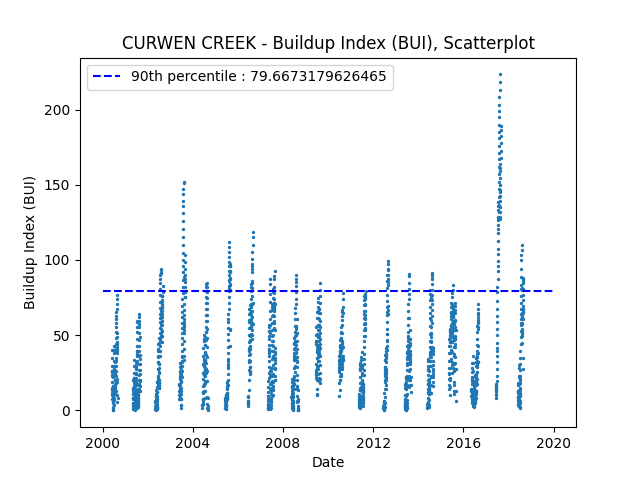 CURWEN CREEK - Buildup Index (BUI), Scatterplot
90th percentile : 79.6673179626465
200
150
100
50
0
Buildup Index (BUI)
2000 2004 2008 2012 2016 2020
Date